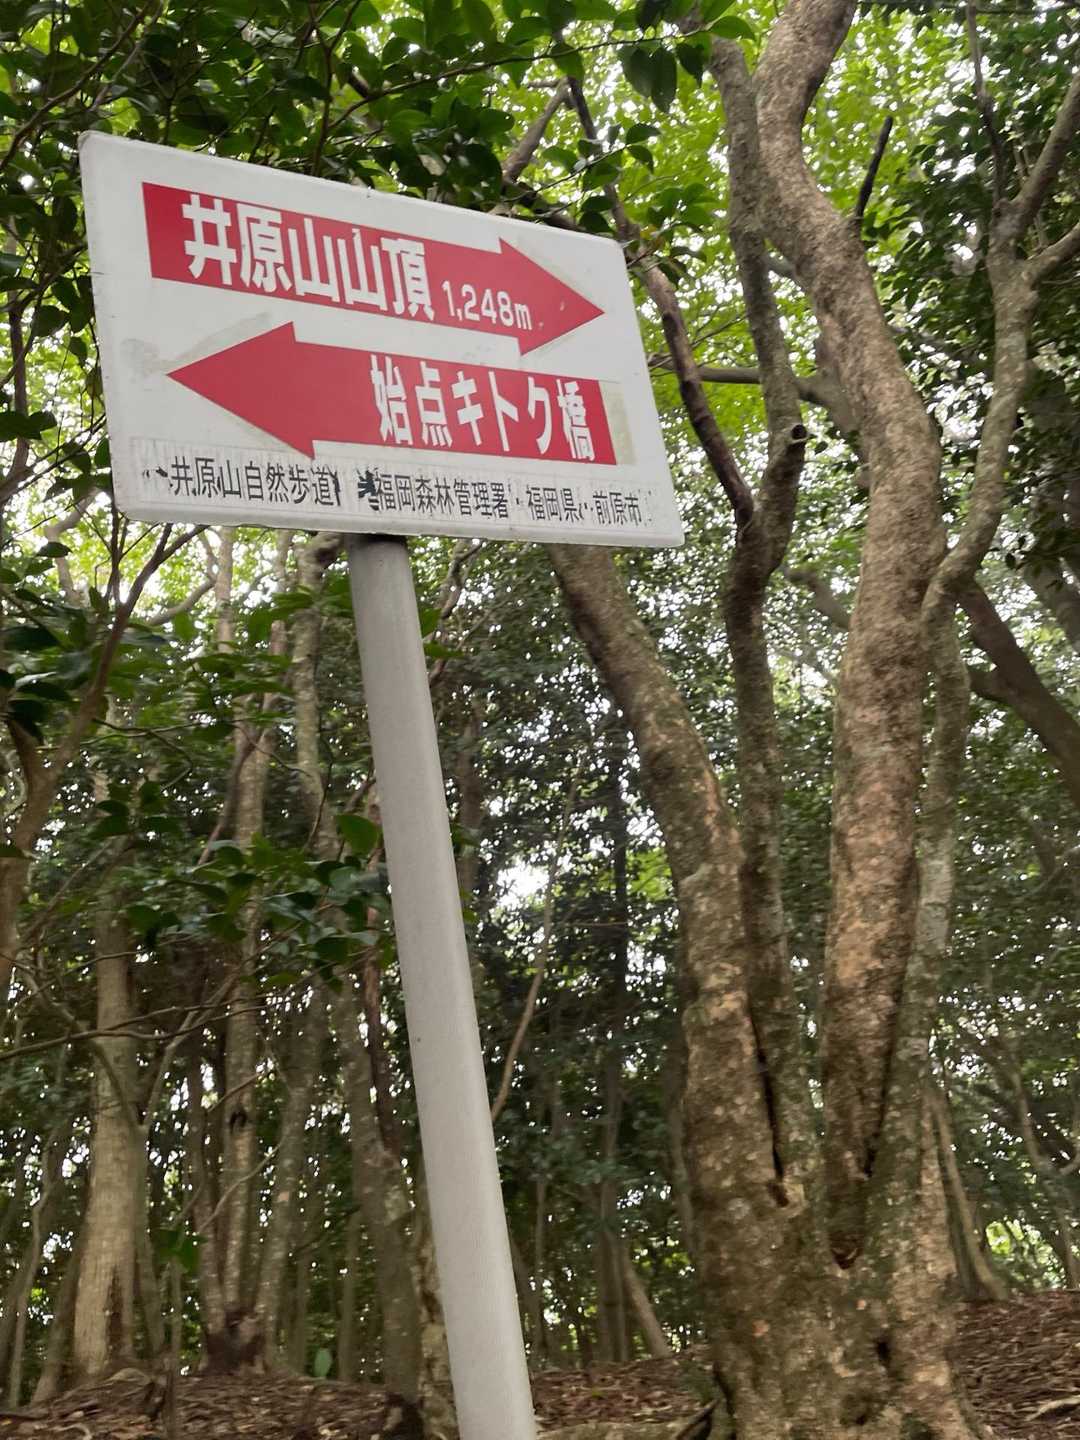 井原山山頂 1,248m
始点キトク橋
井原山自然歩道 福岡森林管理署・福岡県・前原市